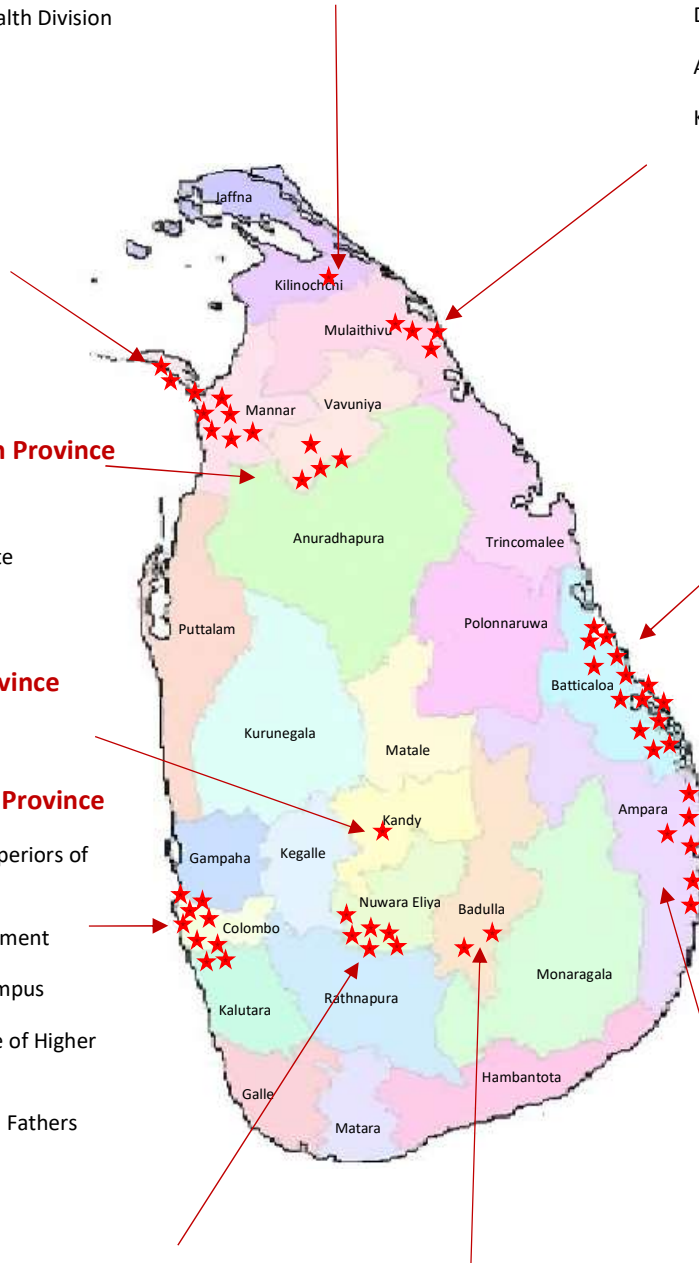 alth Division
D
A
K
Jaffna
Kilinochchi
Mulaithivu
Mannar
Vavuniya
n Province
Anuradhapura
Trincomalee
te
Puttalam
Polonnaruwa
vince
Batticaloa
Kurunegala
Matale
Province
Ampara
Kandy
periors of
Gampaha
Kegalle
Nuwara Eliya
Badulla
Colombo
ment
Monaragala
mpus
Rathnapura
Kalutara
e of Higher
Hambantota
Galle
Fathers
Matara